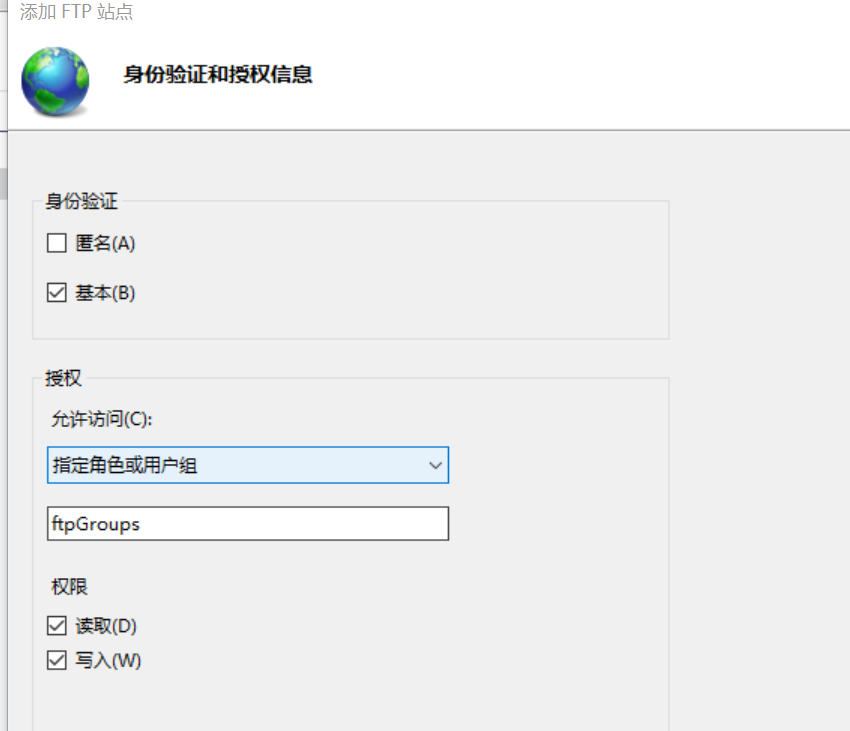 添加 FTP 站点
身份验证和授权信息
身份验证
匿名(A)
基本(B)
授权
允许访问(C):
指定角色或用户组
ftpGroups
权限
读取(D)
写入(W)